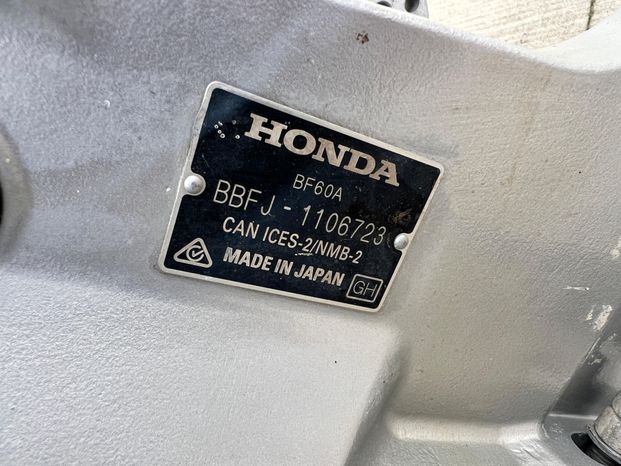 HONDA
BF60A
BBFJ - 1106723
CAN ICES-2/NMB-2
MADE IN JAPAN
GH